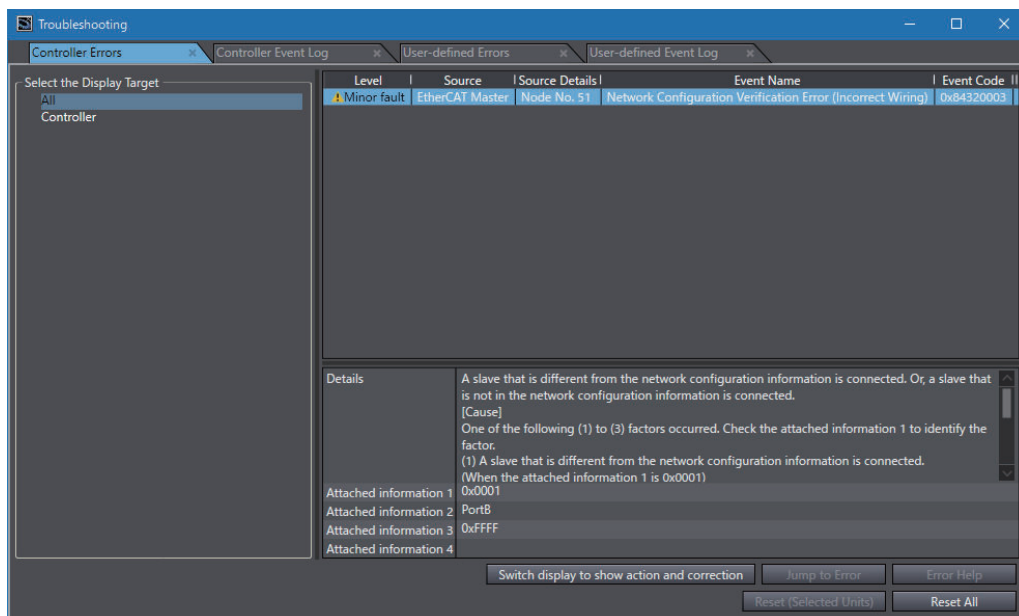 Troubleshooting
Controller Errors
Controller Event Log
User-defined Errors
User-defined Event Log
Select the Display Target
All
Controller
Level Source Source Details Event Name Event Code
Minor fault EtherCAT Master Node No. 51 Network Configuration Verification Error (Incorrect Wiring) 0x84320003
Details
A slave that is different from the network configuration information is connected. Or, a slave that
is not in the network configuration information is connected.
[Cause]
One of the following (1) to (3) factors occurred. Check the attached information 1 to identify the
factor.
(1) A slave that is different from the network configuration information is connected.
(When the attached information 1 is 0x0001)
Attached information 1 0x0001
Attached information 2 PortB
Attached information 3 0xFFFF
Attached information 4
Switch display to show action and correction Jump to Error Error Help
Reset (Selected Units) Reset All